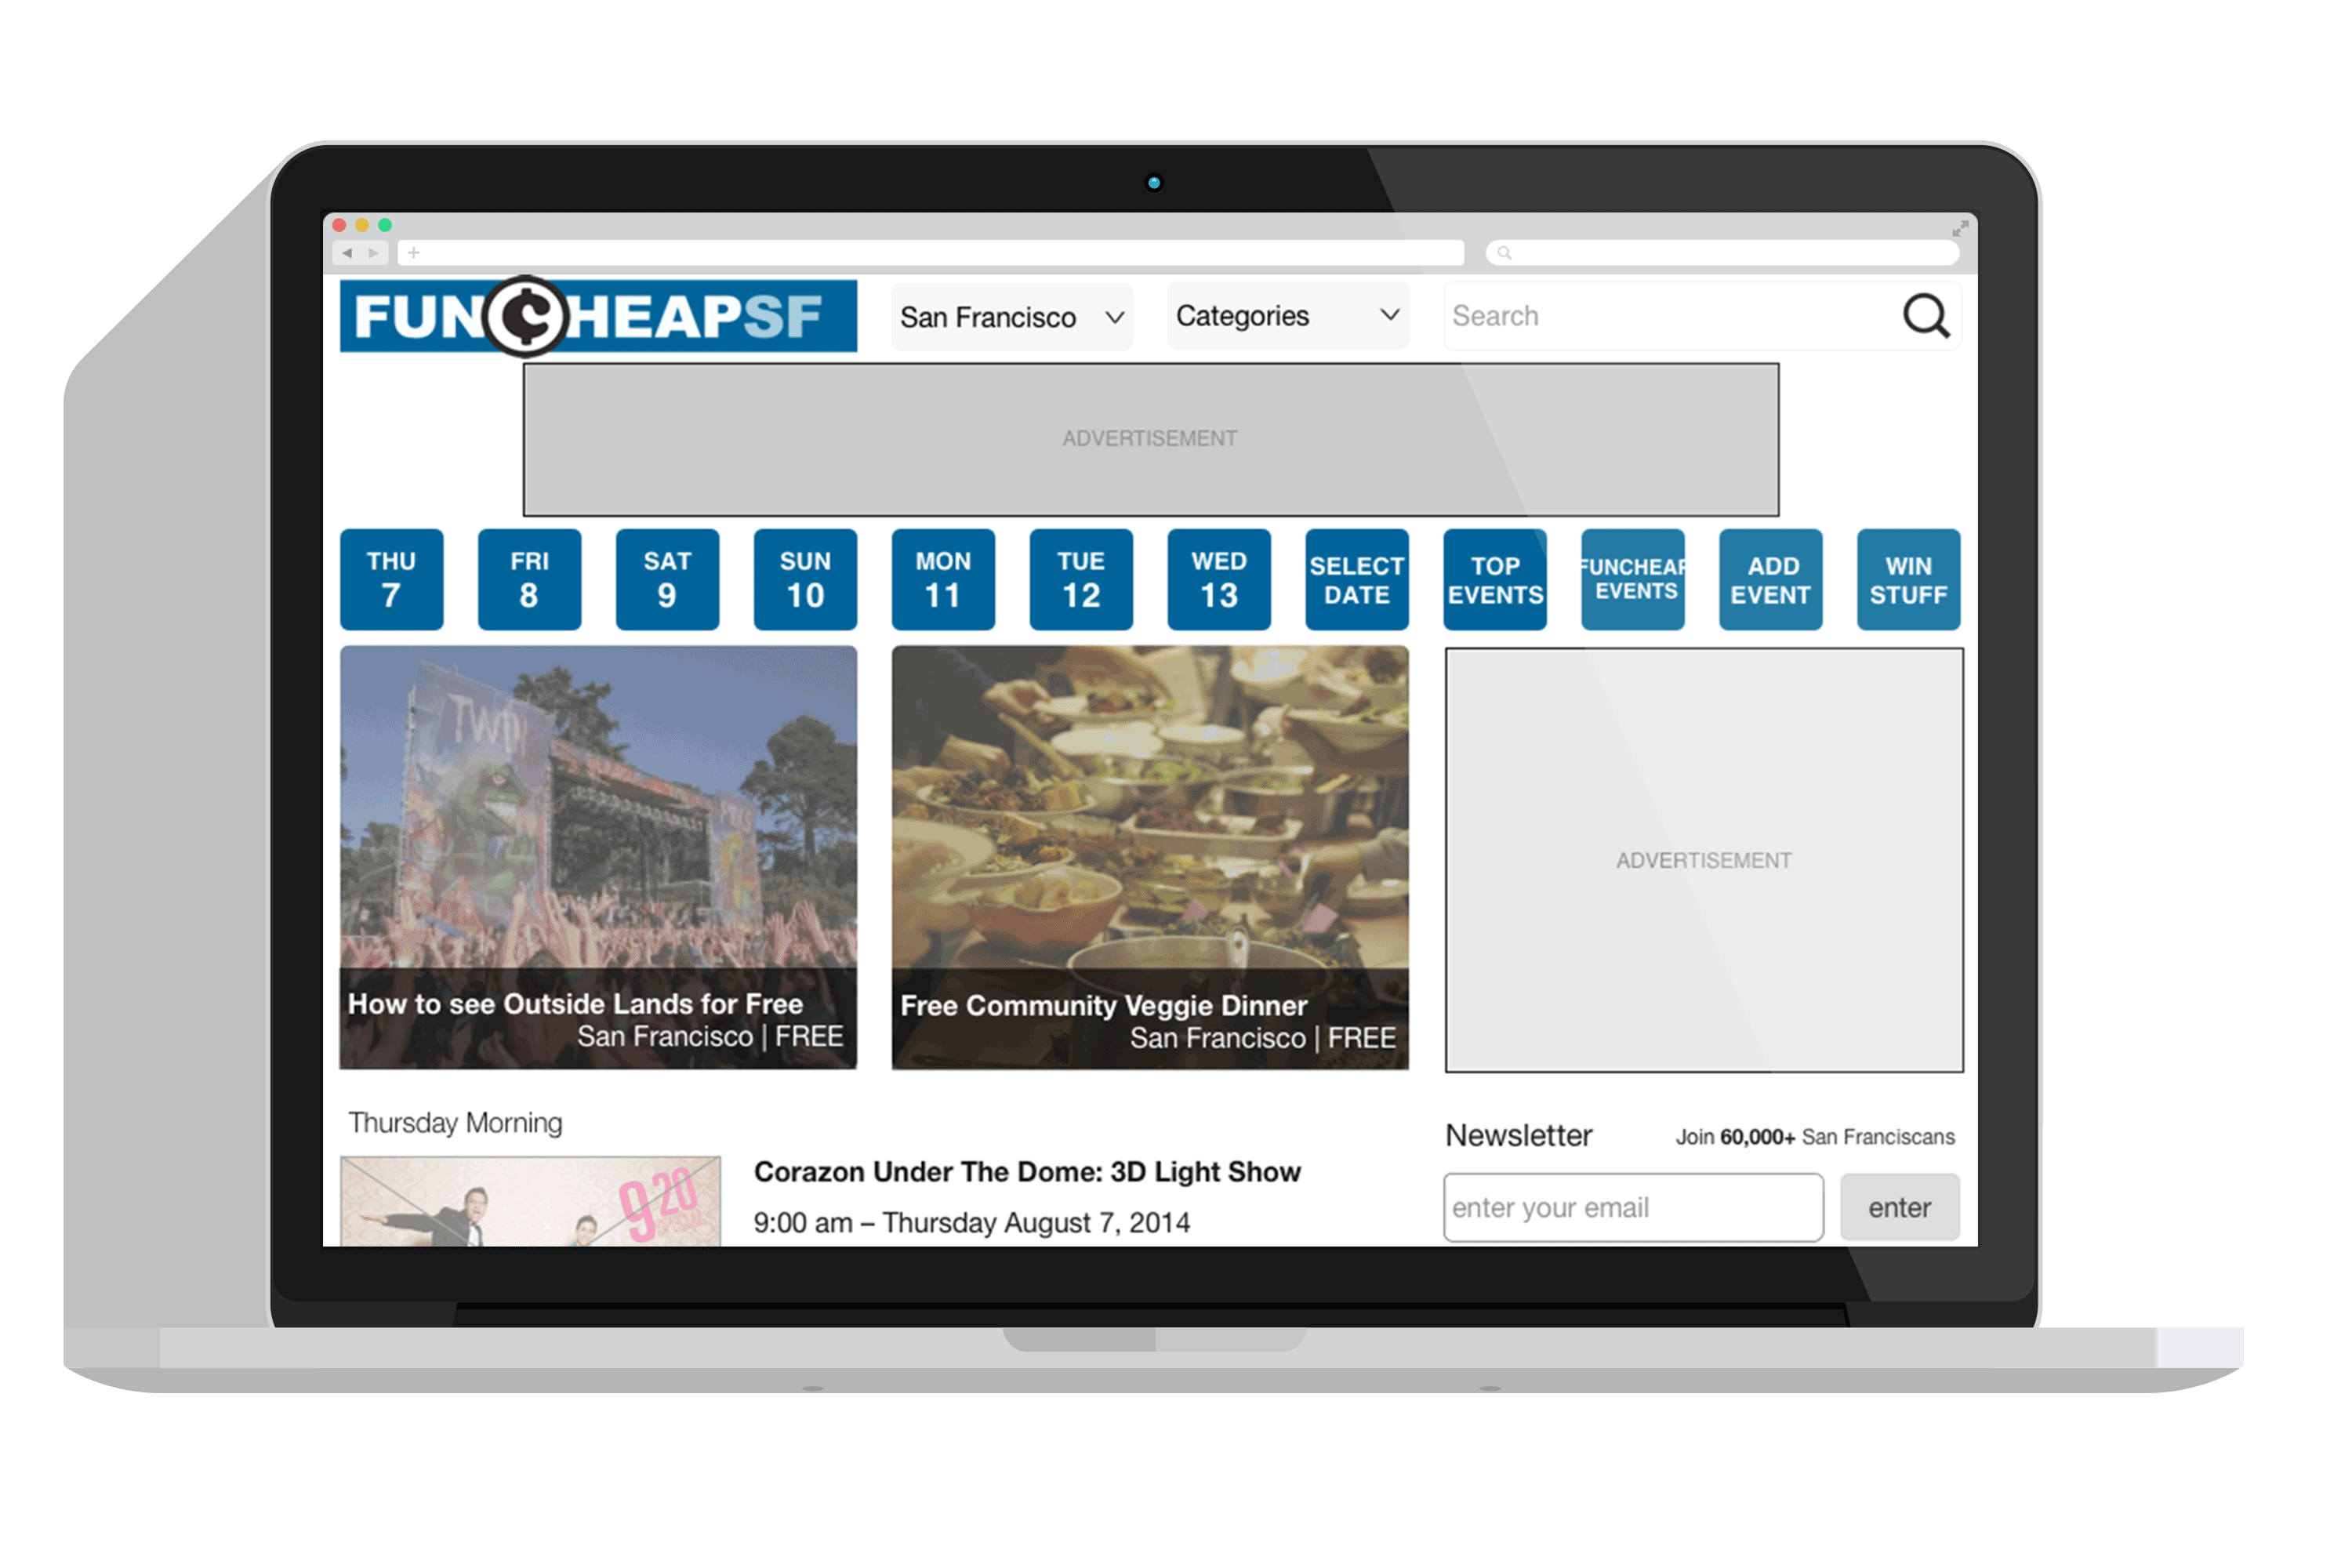 FUNCHEAPSF
San Francisco
Categories
Search
ADVERTISEMENT
THU
7
FRI
8
SAT
9
SUN
10
MON
11
TUE
12
WED
13
SELECT
DATE
TOP
EVENTS
FUNCHEAP
EVENTS
ADD
EVENT
WIN
STUFF
How to see Outside Lands for Free
San Francisco | FREE
Free Community Veggie Dinner
San Francisco | FREE
ADVERTISEMENT
Thursday Morning
920
Corazon Under The Dome: 3D Light Show
9:00 am – Thursday August 7, 2014
Newsletter
Join 60,000+ San Franciscans
enter your email
enter